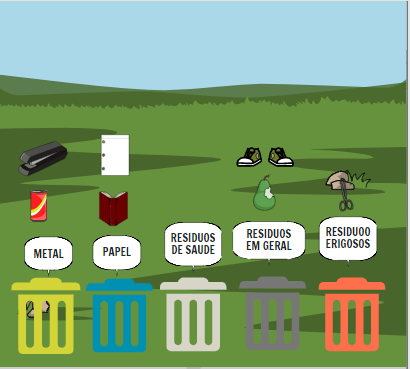 METAL
PAPEL
RESIDUOS
DE SAUDE
RESIDUOS
EM GERAL
RESIDUOO
ERIGOSOS